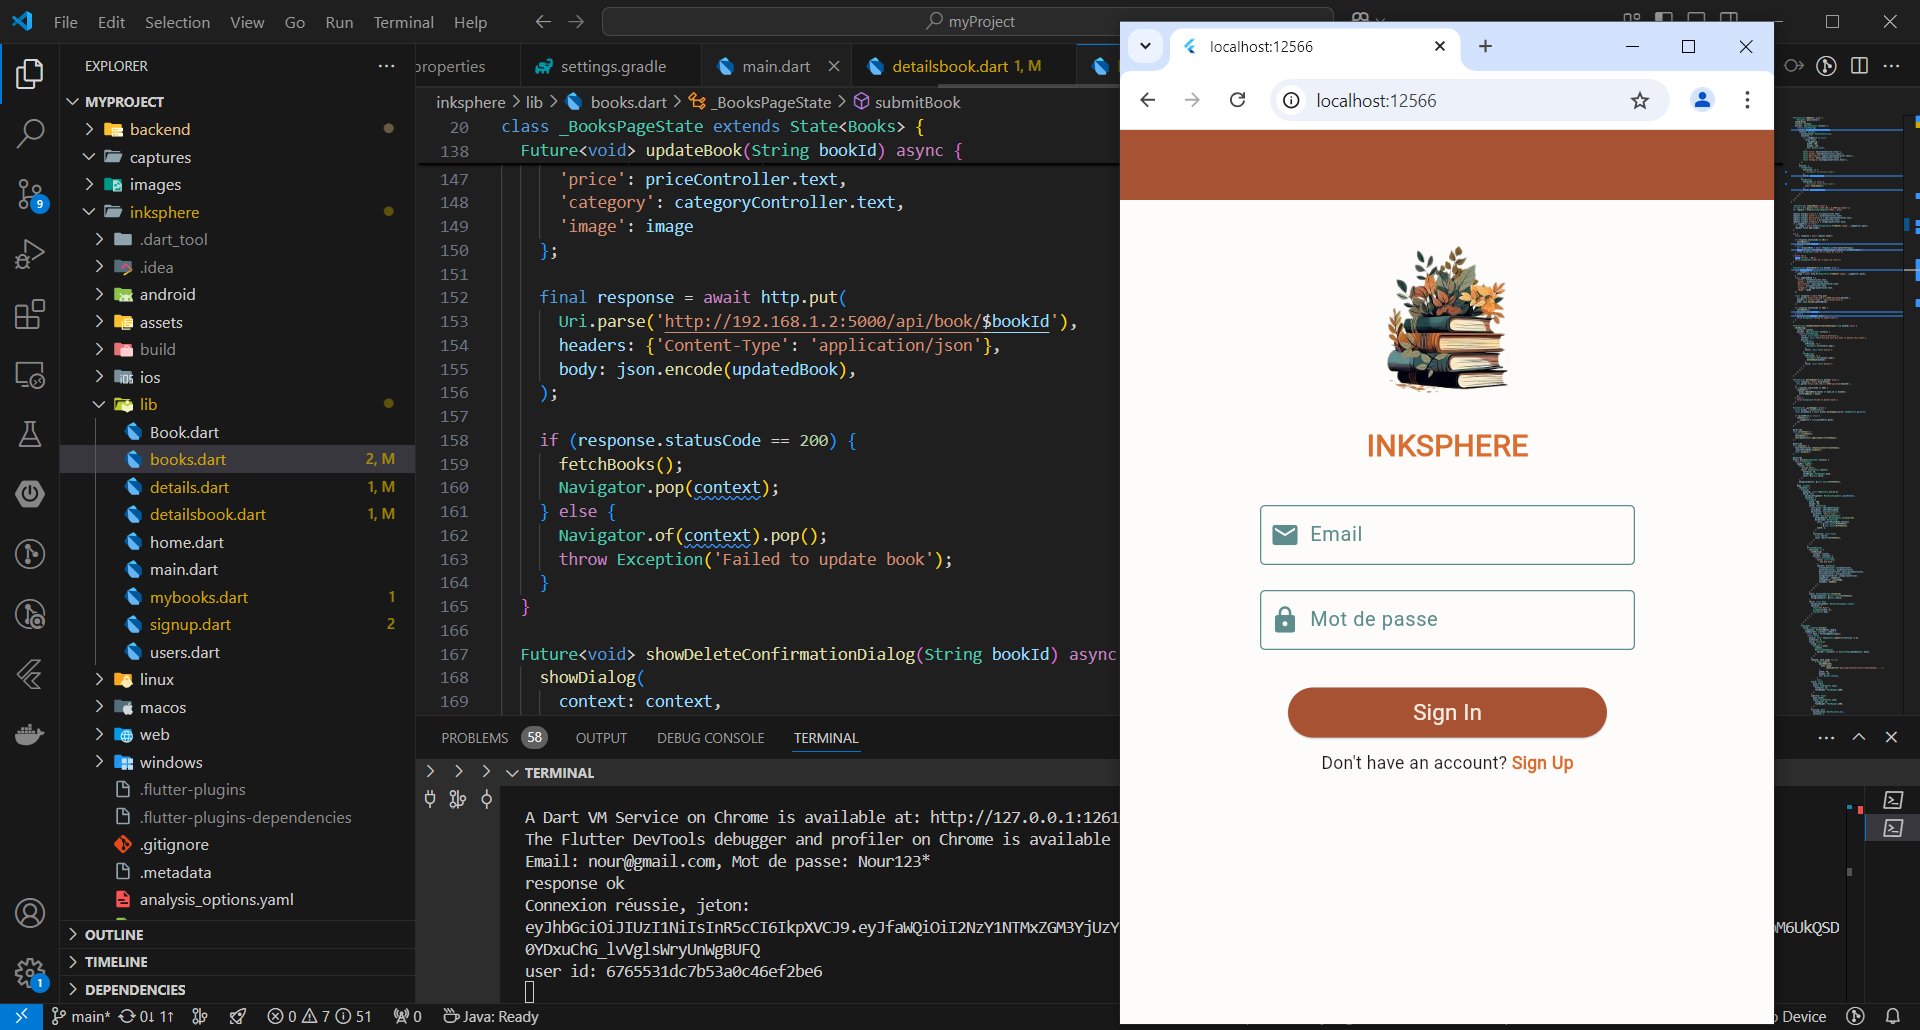 File Edit Selection View Go Run Terminal Help
myProject
EXPLORER
MYPROJECT
backend
captures
images
inksphere
.dart_tool
.idea
android
assets
build
ios
lib
Book.dart
books.dart 2, M
details.dart 1, M
detailsbook.dart 1, M
home.dart
main.dart
mybooks.dart 1
signup.dart 2
users.dart
linux
macos
web
windows
.flutter-plugins
.flutter-plugins-dependencies
.gitignore
.metadata
analysis_options.yaml
OUTLINE
TIMELINE
DEPENDENCIES
9
1
properties settings.gradle main.dart detailsbook.dart 1, M
inksphere > lib > books.dart > _BooksPageState > submitBook
20 class _BooksPageState extends State<Books> {
138 Future<void> updateBook(String bookId) async {
147 'price': priceController.text,
148 'category': categoryController.text,
149 'image': image
150 };
151
152 final response = await http.put(
153 Uri.parse('http://192.168.1.2:5000/api/book/$bookId'),
154 headers: {'Content-Type': 'application/json'},
155 body: json.encode(updatedBook),
156 );
157
158 if (response.statusCode == 200) {
159 fetchBooks();
160 Navigator.pop(context);
161 } else {
162 Navigator.of(context).pop();
163 throw Exception('Failed to update book');
164 }
165 }
166
167 Future<void> showDeleteConfirmationDialog(String bookId) async
168 showDialog(
169 context: context,
PROBLEMS 58 OUTPUT DEBUG CONSOLE TERMINAL
TERMINAL
A Dart VM Service on Chrome is available at: http://127.0.0.1:1261
The Flutter DevTools debugger and profiler on Chrome is available
Email: nour@gmail.com, Mot de passe: Nour123*
response ok
Connexion réussie, jeton:
eyJhbGciOiJIUzI1NiIsInR5cCI6IkpXVCJ9.eyJfaWQiOiI2NzY1NTMxZGM3YjUzY
M6UkQSD
0YDxuChG_lvVglsWryUnWgBUFQ
user id: 6765531dc7b53a0c46ef2be6
main* 0↓ 1↑ 0 7 51 0 Java: Ready
Device
localhost:12566
localhost:12566
INKSPHERE
Email
Mot de passe
Sign In
Don't have an account? Sign Up